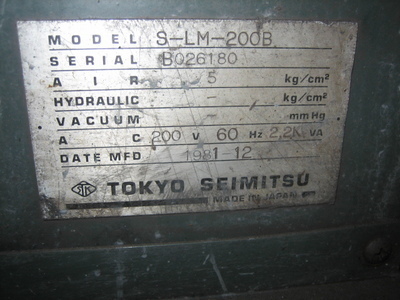 MODEL S-LM-200B
SERIAL B026180
AIR 5 kg/cm²
HYDRAULIC - kg/cm²
VACUUM - mmHg
AC 200 V 60 Hz 2,2K VA
DATE MFD 1981-12
TSK TOKYO SEIMITSU
MADE IN JAPAN